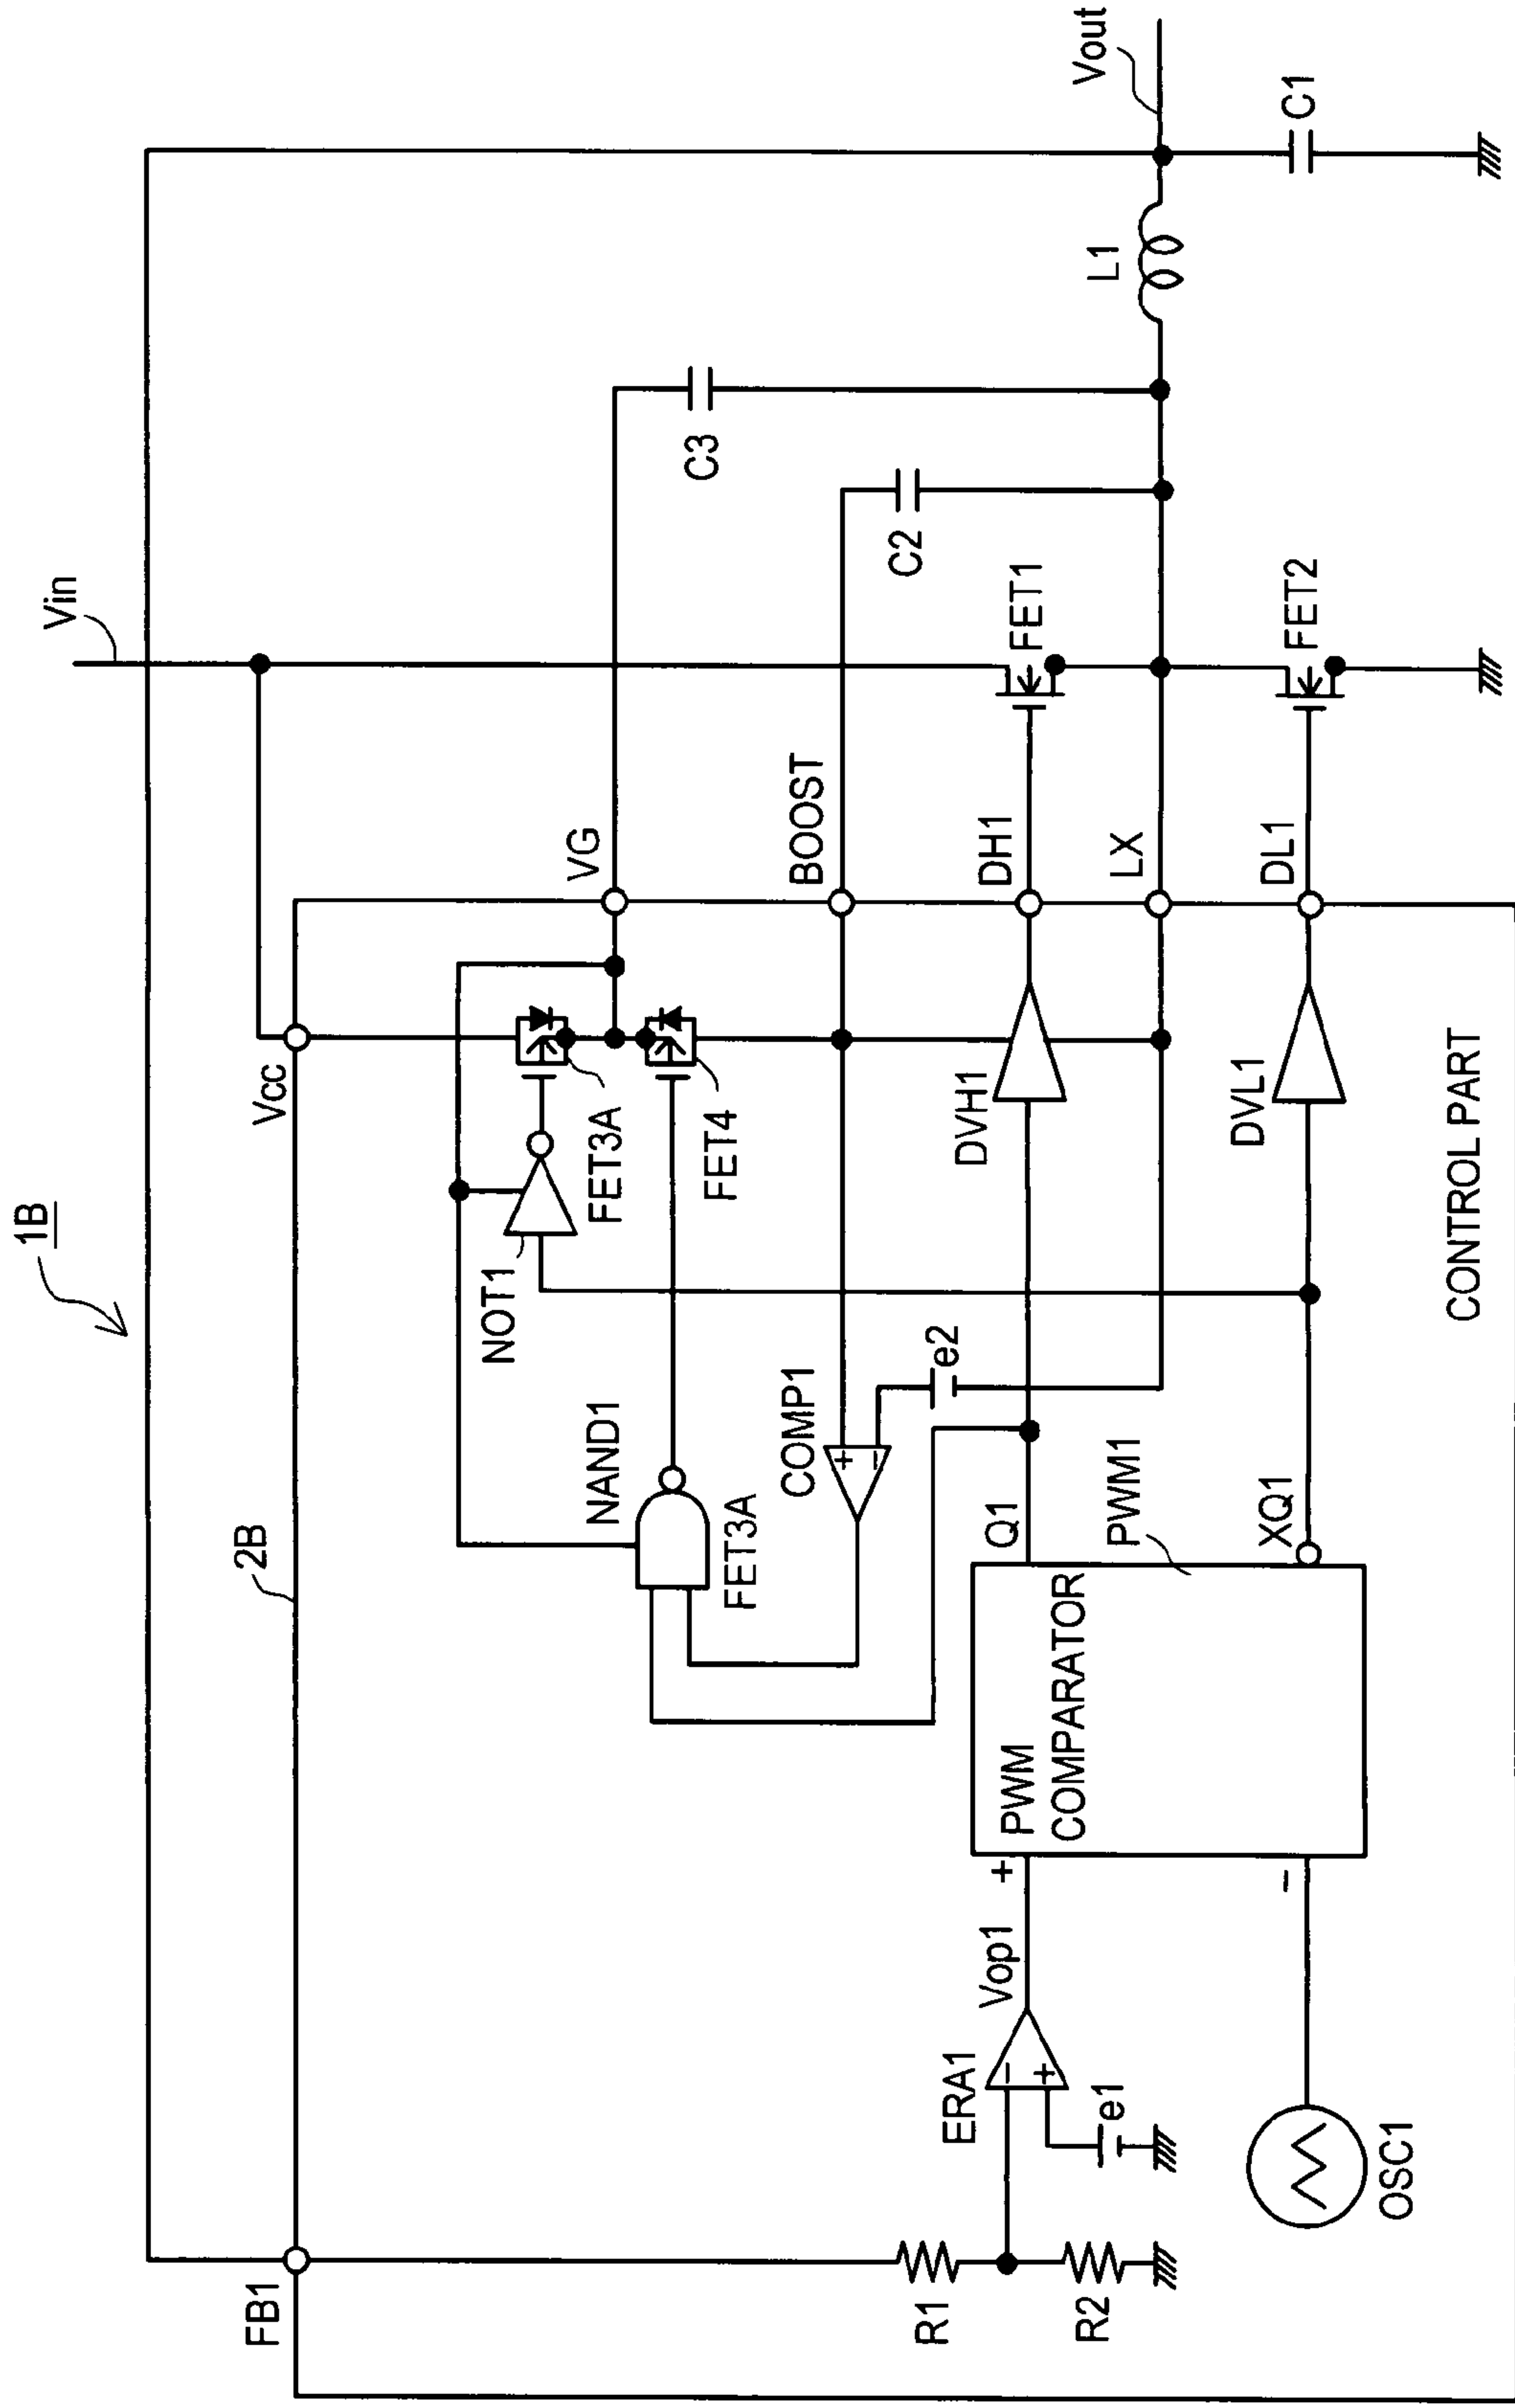 1B
Vin
Vout
2B
FB1
Vcc
VG
BOOST
DH1
LX
DL1
C3
C2
L1
C1
FET1
FET2
NOT1
FET3A
FET4
NAND1
FET3A
COMP1
+
−
e2
DVH1
DVL1
Q1
XQ1
PWM1
PWM
COMPARATOR
+
−
Vop1
ERA1
−
+
e1
R1
R2
OSC1
CONTROL PART